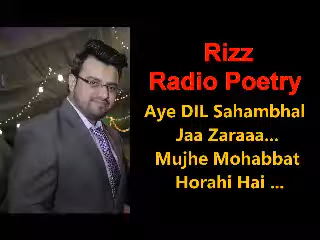 Rizz
Radio Poetry
Aye DIL Sahambhal
Jaa Zaraaa...
Mujhe Mohabbat
Horahi Hai ...